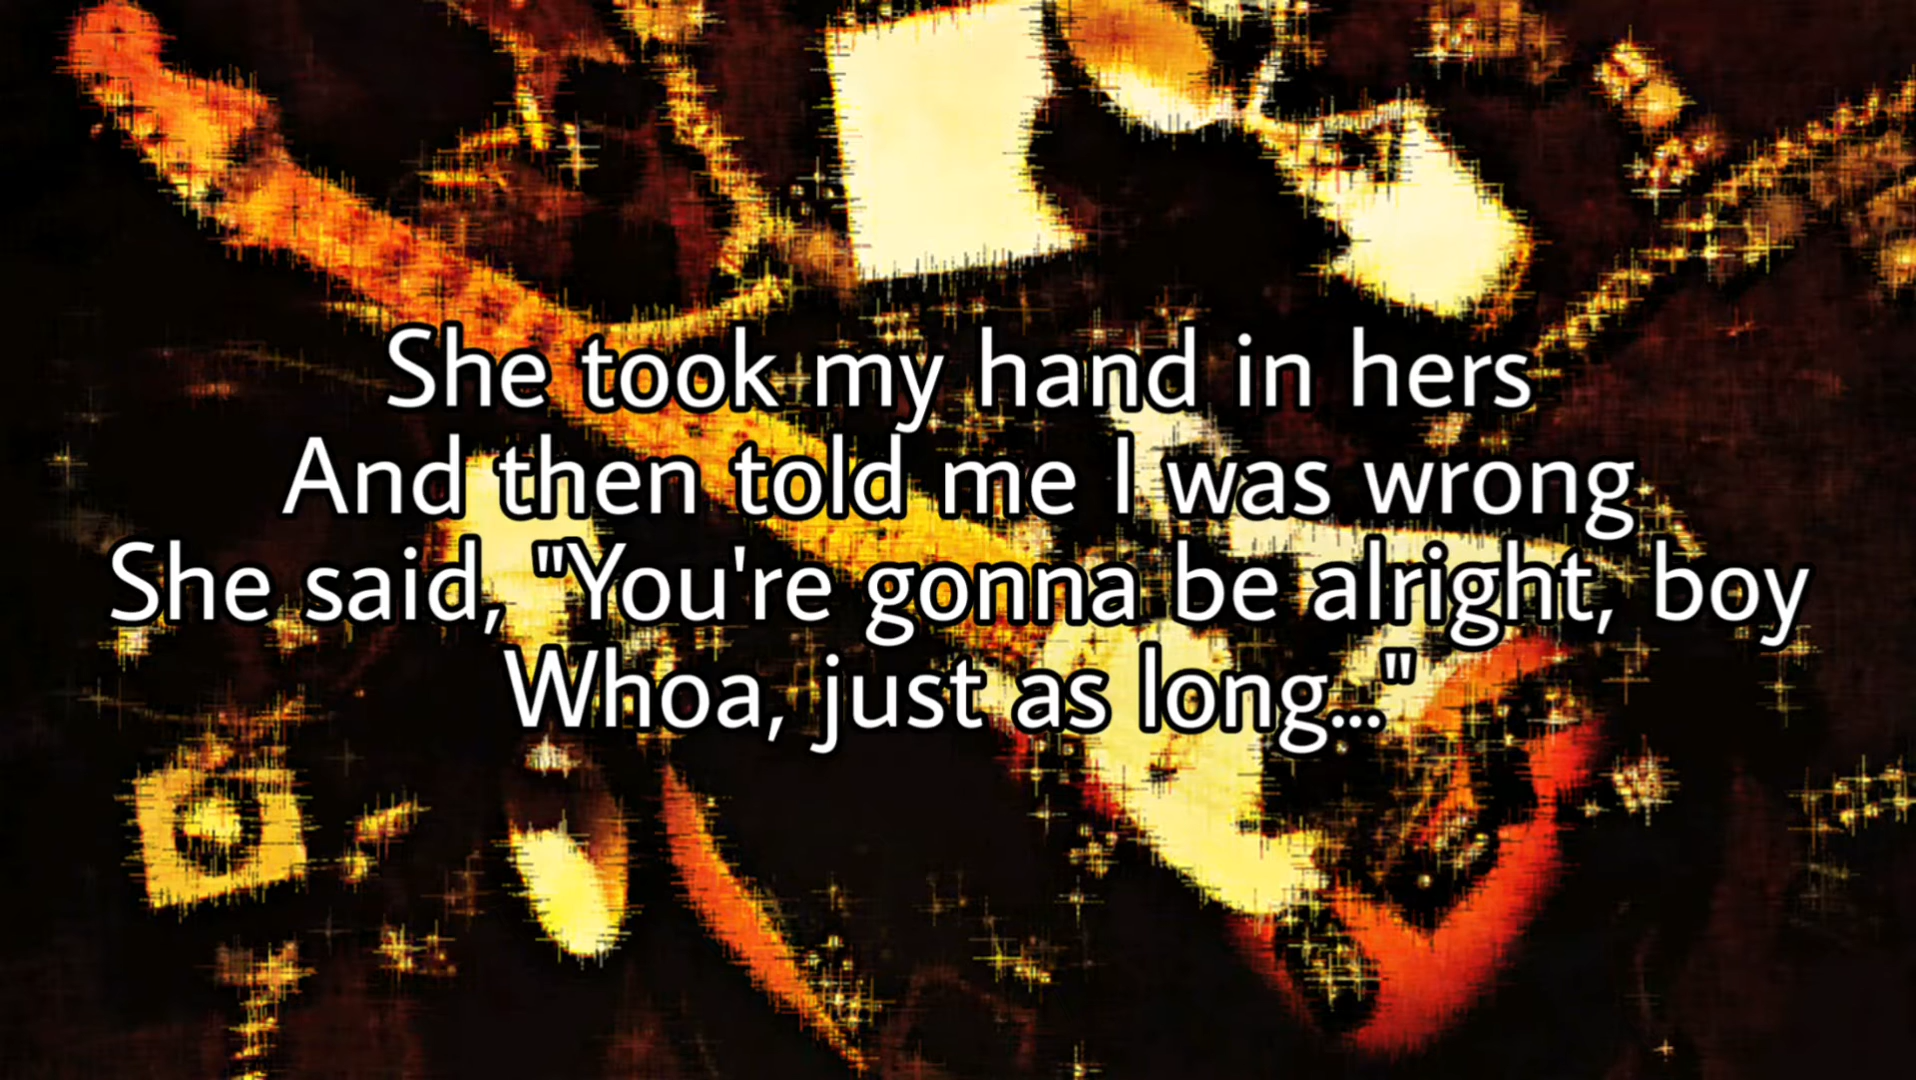 She took my hand in hers
And then told me I was wrong
She said, "You're gonna be alright, boy
Whoa, just as long..."